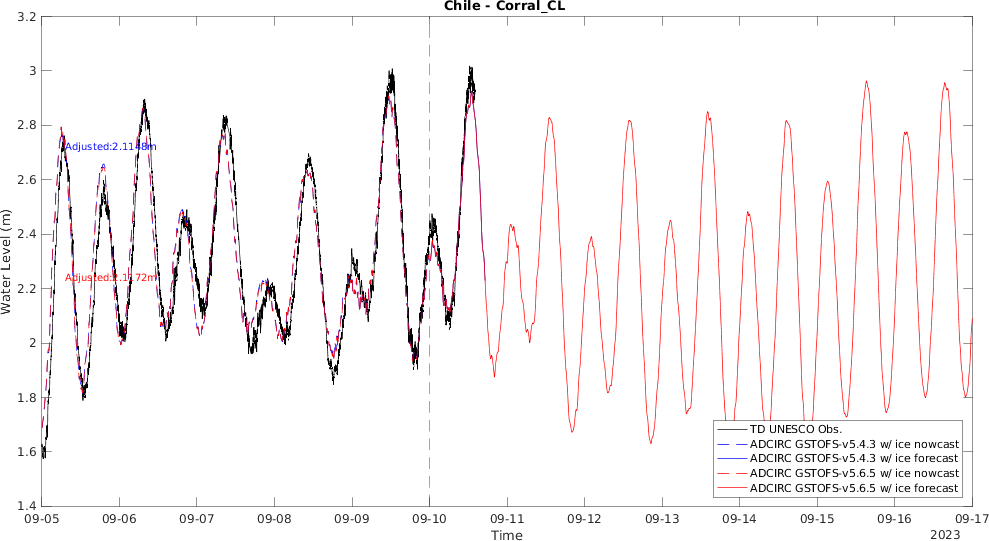 Chile - Corral_CL
3.2
3
2.8
2.6
2.4
2.2
2
1.8
1.6
1.4
Water Level (m)
Adjusted:2.1148m
Adjusted:2.1172m
TD UNESCO Obs.
ADCIRC GSTOFS-v5.4.3 w/ ice nowcast
ADCIRC GSTOFS-v5.4.3 w/ ice forecast
ADCIRC GSTOFS-v5.6.5 w/ ice nowcast
ADCIRC GSTOFS-v5.6.5 w/ ice forecast
09-05 09-06 09-07 09-08 09-09 09-10 09-11 09-12 09-13 09-14 09-15 09-16 09-17
Time
2023